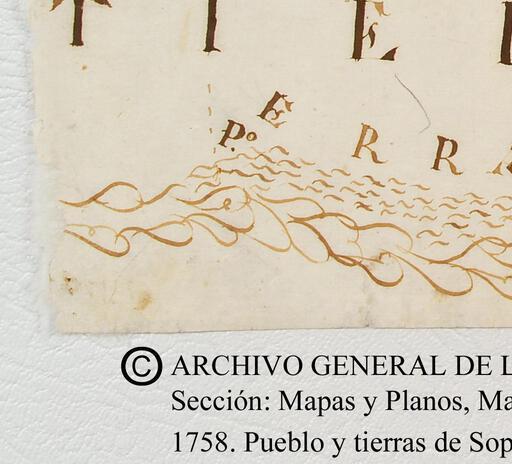 T I E
P.º E R R
© ARCHIVO GENERAL DE L
Sección: Mapas y Planos, Ma
1758. Pueblo y tierras de Sop